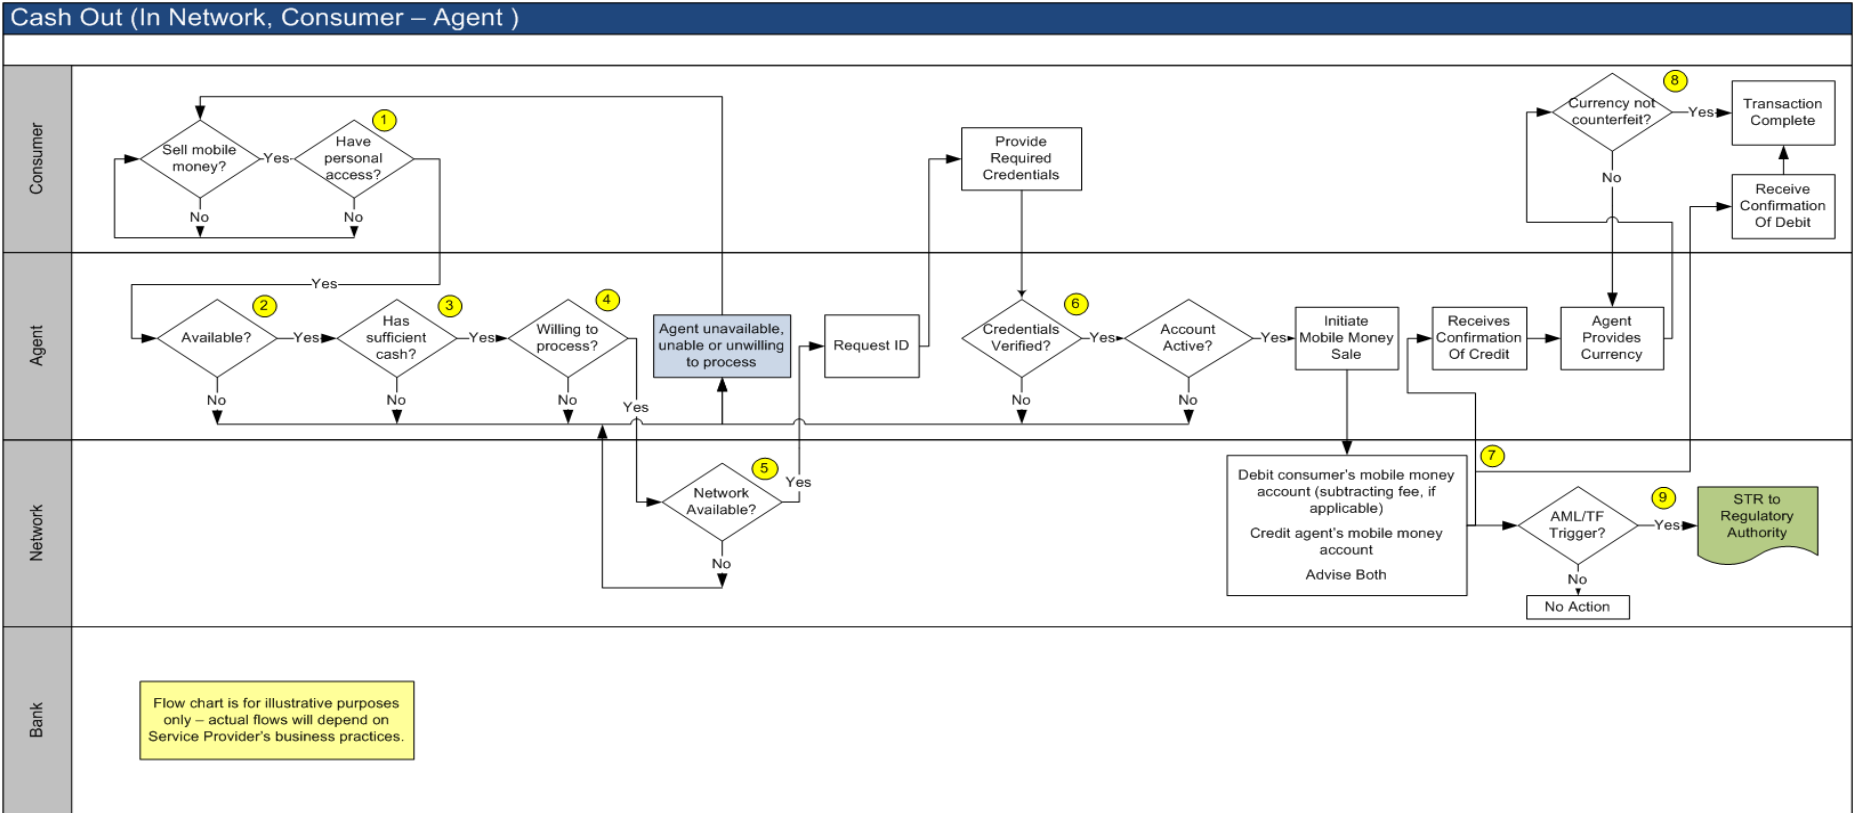 Cash Out (In Network, Consumer – Agent )
Consumer
Sell mobile
money?
Yes
No
1
Have
personal
access?
No
Yes
Provide
Required
Credentials
8
Currency not
counterfeit?
Yes
No
Transaction
Complete
Receive
Confirmation
Of Debit
Agent
2
Available?
Yes
No
3
Has
sufficient
cash?
Yes
No
4
Willing to
process?
Yes
No
Agent unavailable,
unable or unwilling
to process
Request ID
6
Credentials
Verified?
Yes
No
Account
Active?
Yes
No
Initiate
Mobile Money
Sale
Receives
Confirmation
Of Credit
Agent
Provides
Currency
Network
5
Network
Available?
Yes
No
Debit consumer's mobile money
account (subtracting fee, if
applicable)
Credit agent's mobile money
account
Advise Both
7
AML/TF
Trigger?
9
Yes
No
No Action
STR to
Regulatory
Authority
Bank
Flow chart is for illustrative purposes
only – actual flows will depend on
Service Provider's business practices.